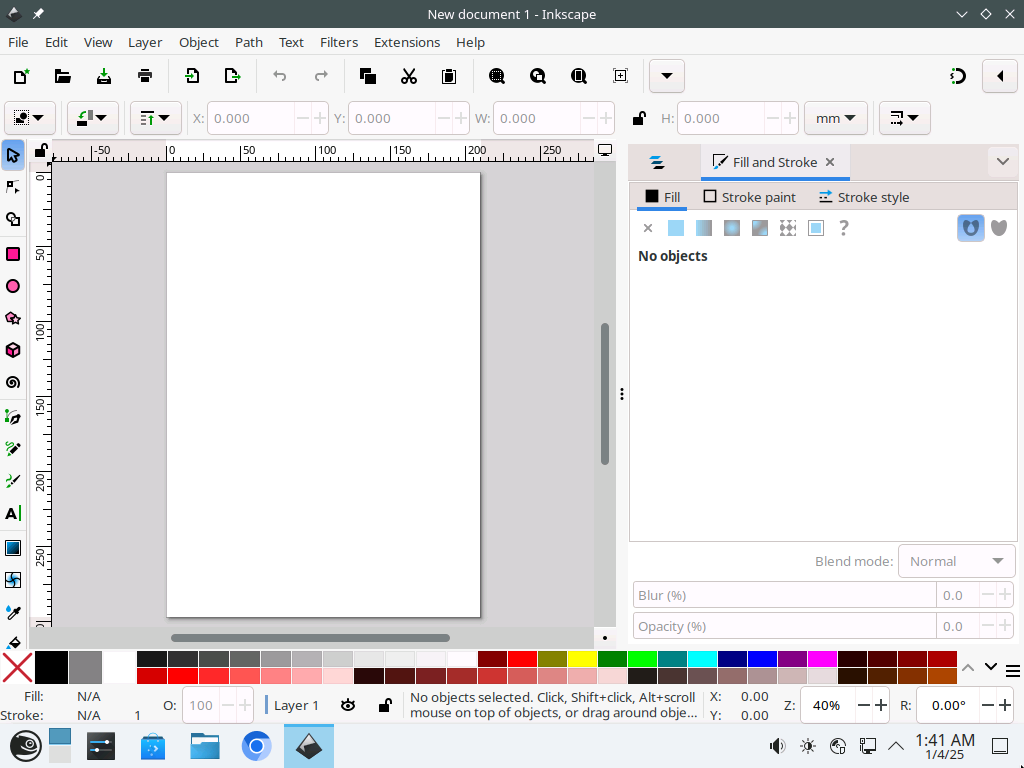 New document 1 - Inkscape
File Edit View Layer Object Path Text Filters Extensions Help
X: 0.000 Y: 0.000 W: 0.000 H: 0.000 mm
-50 0 50 100 150 200 250
0
50
100
150
200
250
Fill and Stroke
Fill Stroke paint Stroke style
?
No objects
Blend mode: Normal
Blur (%) 0.0
Opacity (%) 0.0
A
Fill: N/A
Stroke: N/A 1
O: 100
Layer 1
No objects selected. Click, Shift+click, Alt+scroll
mouse on top of objects, or drag around obje...
X: 0.00
Y: 0.00
Z: 40%
R: 0.00°
1:41 AM
1/4/25